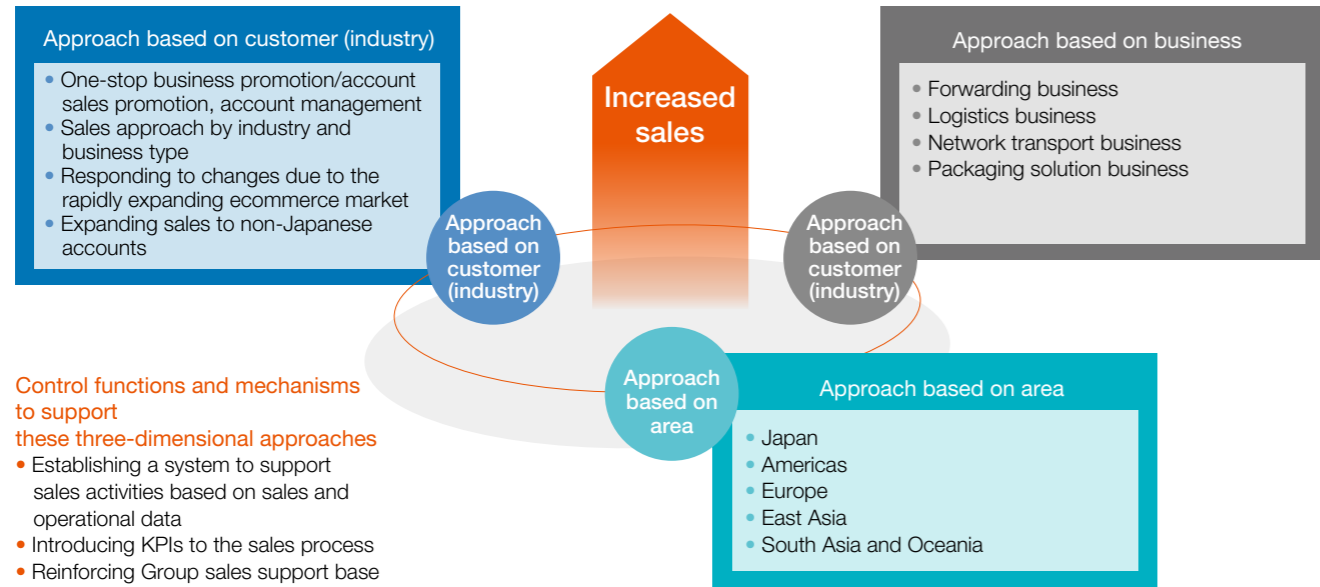 Approach based on customer (industry)
• One-stop business promotion/account
sales promotion, account management
• Sales approach by industry and
business type
• Responding to changes due to the
rapidly expanding ecommerce market
• Expanding sales to non-Japanese
accounts
Increased
sales
Approach based on business
• Forwarding business
• Logistics business
• Network transport business
• Packaging solution business
Approach
based on
customer
(industry)
Approach
based on
customer
(industry)
Approach
based on
area
Approach based on area
• Japan
• Americas
• Europe
• East Asia
• South Asia and Oceania
Control functions and mechanisms
to support
these three-dimensional approaches
• Establishing a system to support
sales activities based on sales and
operational data
• Introducing KPIs to the sales process
• Reinforcing Group sales support base